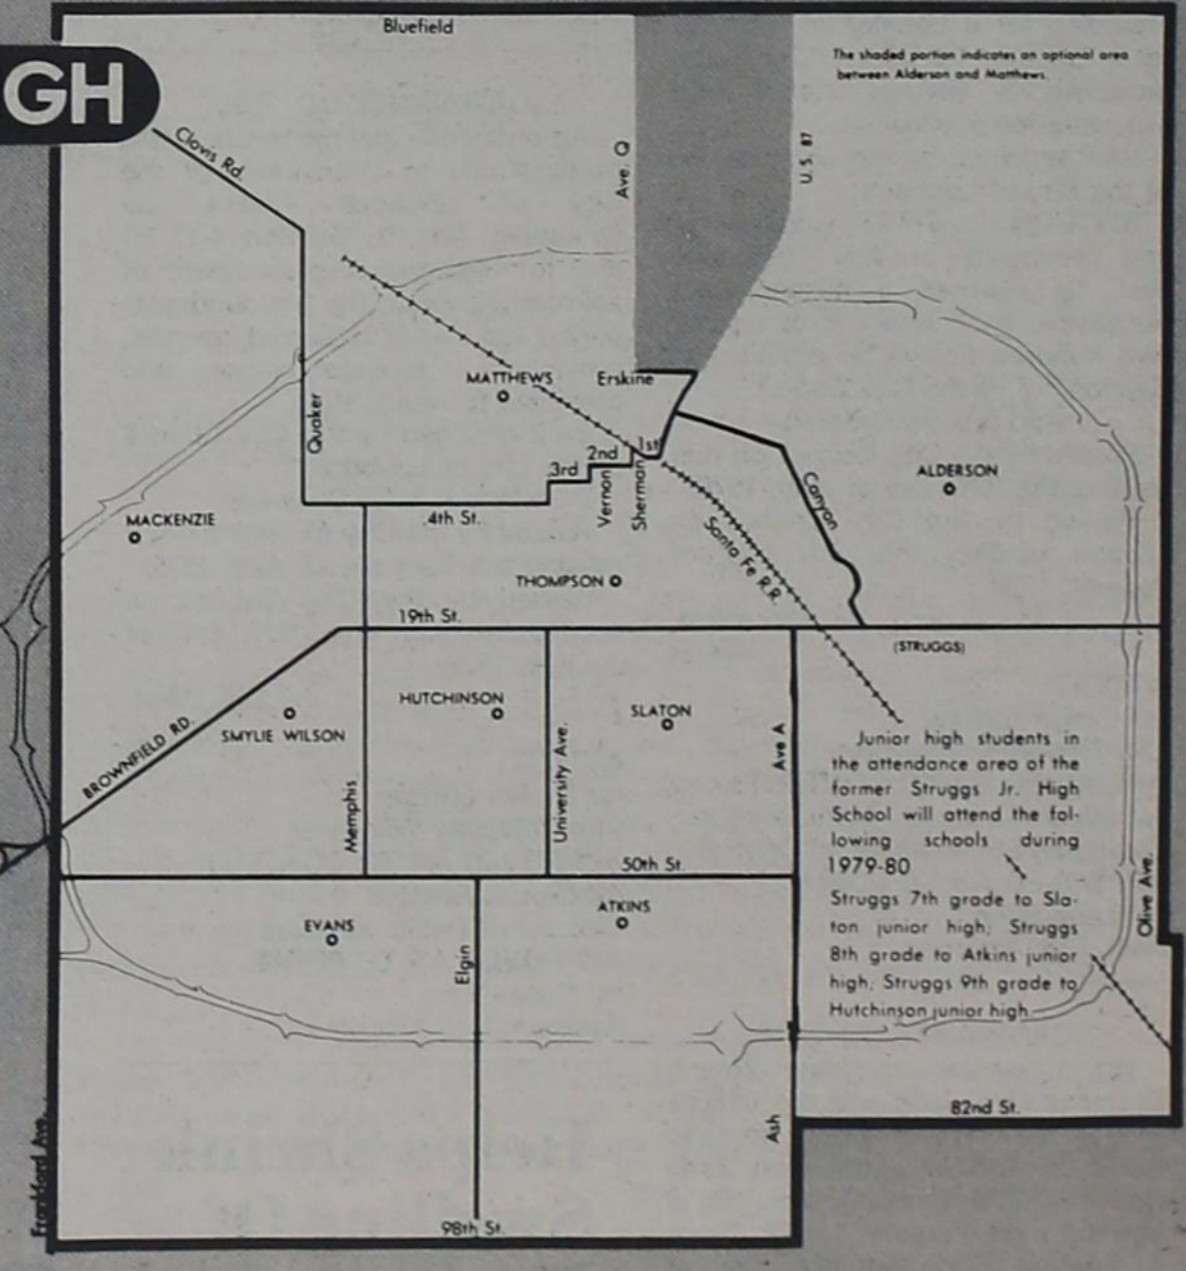 Bluefield
The shaded portion indicates an optional area
between Alderson and Matthews.
GH
Clovis Rd.
Ave. Q
U.S. 87
MATTHEWS
Erskine
Quaker
1st
2nd
3rd
Vernon
Sherman
4th St.
Canyon
ALDERSON
MACKENZIE
Santa Fe R.R.
THOMPSON
19th St.
(STRUGGS)
HUTCHINSON
SLATON
SMYLIE WILSON
BROWNFIELD RD.
Memphis
University Ave.
Ave A
Junior high students in
the attendance area of the
former Struggs Jr. High
School will attend the fol-
lowing schools during
1979-80
Struggs 7th grade to Sla-
ton junior high; Struggs
8th grade to Atkins junior
high; Struggs 9th grade to
Hutchinson junior high.
50th St.
Olive Ave.
EVANS
ATKINS
Elgin
Ash
82nd St.
Frankford Ave.
98th St.